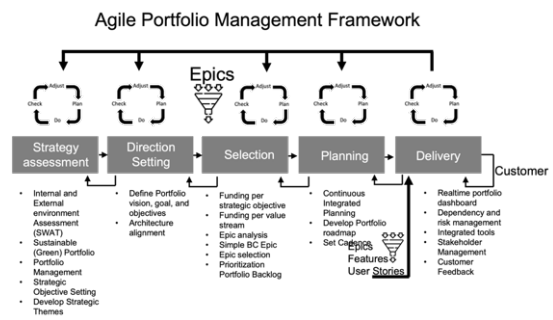 Agile Portfolio Management Framework
Epics
Adjust
Check
Plan
Do
Adjust
Check
Plan
Do
Adjust
Check
Plan
Do
Adjust
Check
Plan
Do
Adjust
Check
Plan
Do
Strategy
assessment
Direction
Setting
Selection
Planning
Delivery
Customer
• Internal and
External
environment
Assessment
(SWAT)
• Sustainable
(Green) Portfolio
• Portfolio
Management
• Strategic
Objective Setting
• Develop Strategic
Themes
• Define Portfolio
vision, goal, and
objectives
• Architecture
alignment
• Funding per
strategic objective
• Funding per value
stream
• Epic analysis
• Simple BC Epic
• Epic selection
• Prioritization
Portfolio Backlog
• Continuous
Integrated
Planning
• Develop Portfolio
roadmap
• Set Cadence
Epics
Features
User Stories
• Realtime portfolio
dashboard
• Dependency and
risk management
• Integrated tools
• Stakeholder
Management
• Customer
Feedback